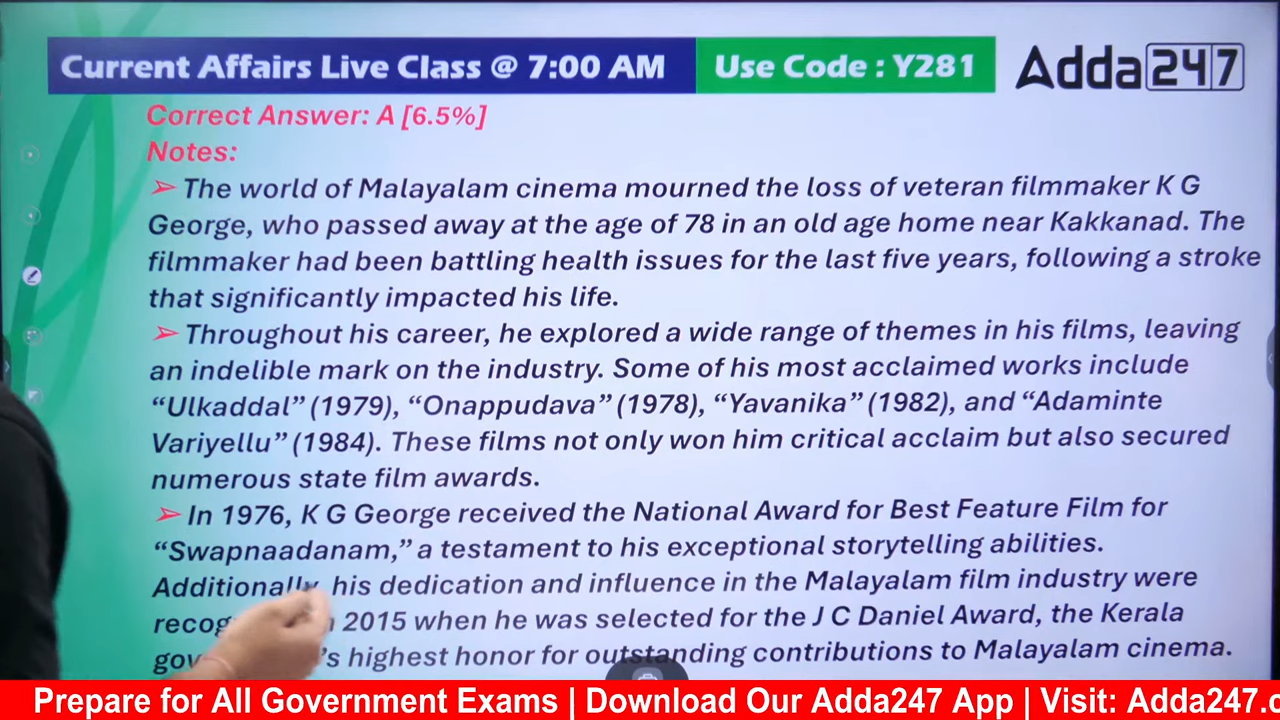 Current Affairs Live Class @ 7:00 AM
Use Code : Y281
Adda247
Correct Answer: A [6.5%]
Notes:
➢ The world of Malayalam cinema mourned the loss of veteran filmmaker K G
George, who passed away at the age of 78 in an old age home near Kakkanad. The
filmmaker had been battling health issues for the last five years, following a stroke
that significantly impacted his life.
➢ Throughout his career, he explored a wide range of themes in his films, leaving
an indelible mark on the industry. Some of his most acclaimed works include
“Ulkaddal” (1979), “Onappudava” (1978), “Yavanika” (1982), and “Adaminte
Variyellu” (1984). These films not only won him critical acclaim but also secured
numerous state film awards.
➢ In 1976, K G George received the National Award for Best Feature Film for
“Swapnaadanam,” a testament to his exceptional storytelling abilities.
Additionally, his dedication and influence in the Malayalam film industry were
2015 when he was selected for the J C Daniel Award, the Kerala
highest honor for outstanding contributions to Malayalam cinema.
Prepare for All Government Exams | Download Our Adda247 App | Visit: Adda247.c